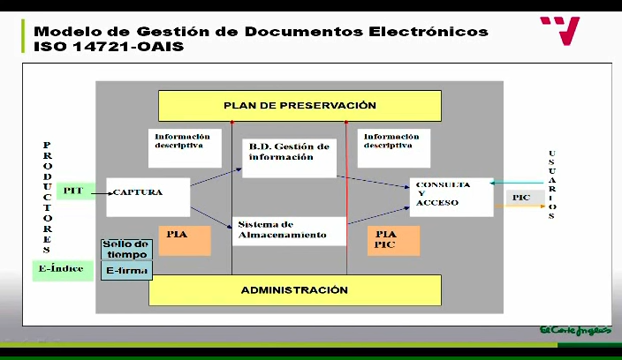 Modelo de Gestión de Documentos Electrónicos
ISO 14721-OAIS
PLAN DE PRESERVACIÓN
Información
descriptiva
B.D. Gestión de
información
Información
descriptiva
PRODUCTORES
PIT
CAPTURA
CONSULTA
Y
ACCESO
PIC
USUARIOS
Sistema de
Almacenamiento
PIA
PIA
PIC
Sello de
tiempo
E-Índice
E-firma
ADMINISTRACIÓN
El Corte Inglés